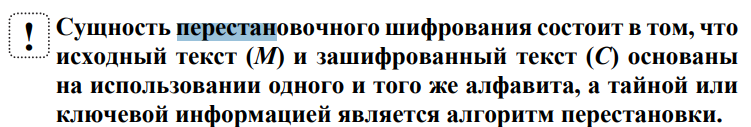 ! Сущность перестановочного шифрования состоит в том, что
исходный текст (M) и зашифрованный текст (C) основаны
на использовании одного и того же алфавита, а тайной или
ключевой информацией является алгоритм перестановки.